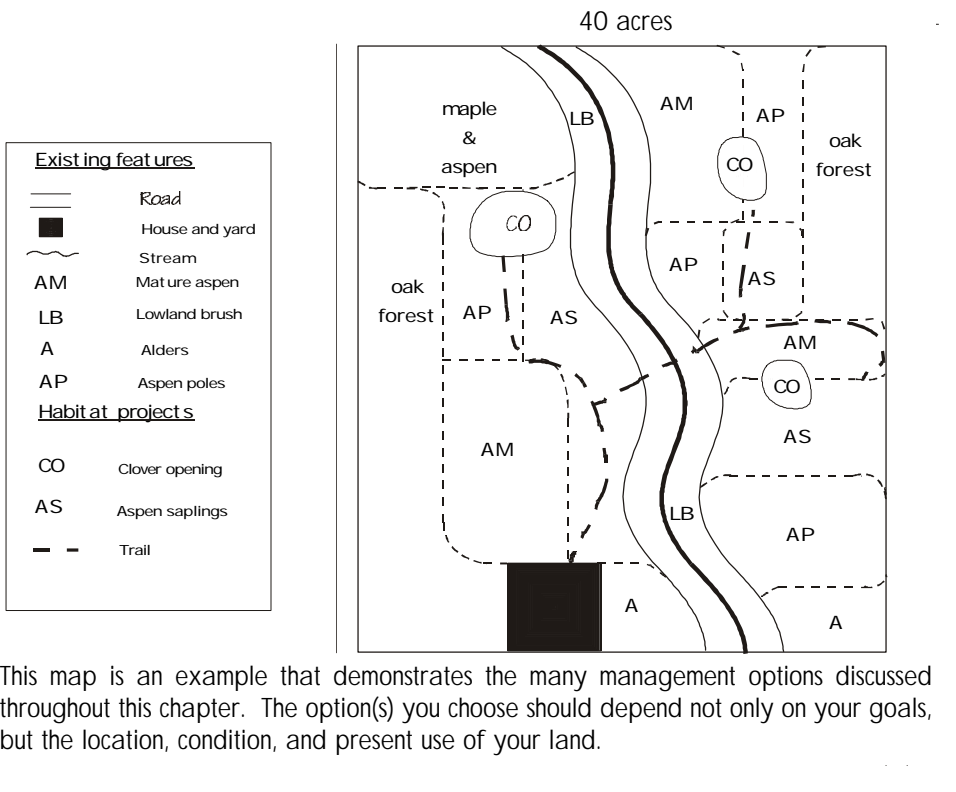 40 acres
Existing features
Road
House and yard
Stream
AM Mature aspen
LB Lowland brush
A Alders
AP Aspen poles
Habitat projects
CO Clover opening
AS Aspen saplings
Trail
maple
&
aspen
LB
AM
AP
oak
forest
CO
CO
oak
forest
AP
AS
AP
AS
AM
CO
AS
AM
LB
AP
A
A
This map is an example that demonstrates the many management options discussed
throughout this chapter. The option(s) you choose should depend not only on your goals,
but the location, condition, and present use of your land.